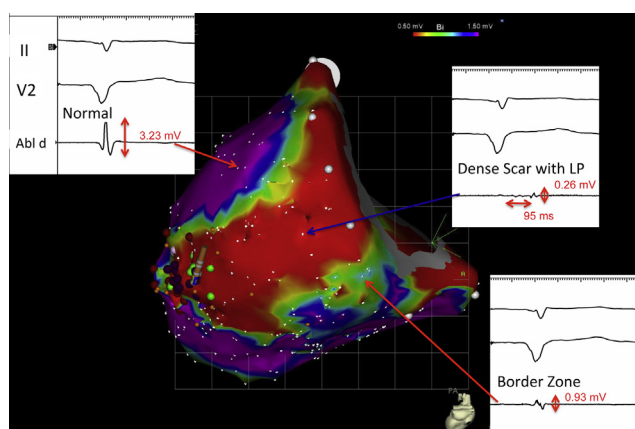 0.50 mV Bi 1.50 mV
II
V2
Normal
3.23 mV
Abl d
Dense Scar with LP
0.26 mV
95 ms
Border Zone
0.93 mV
PA